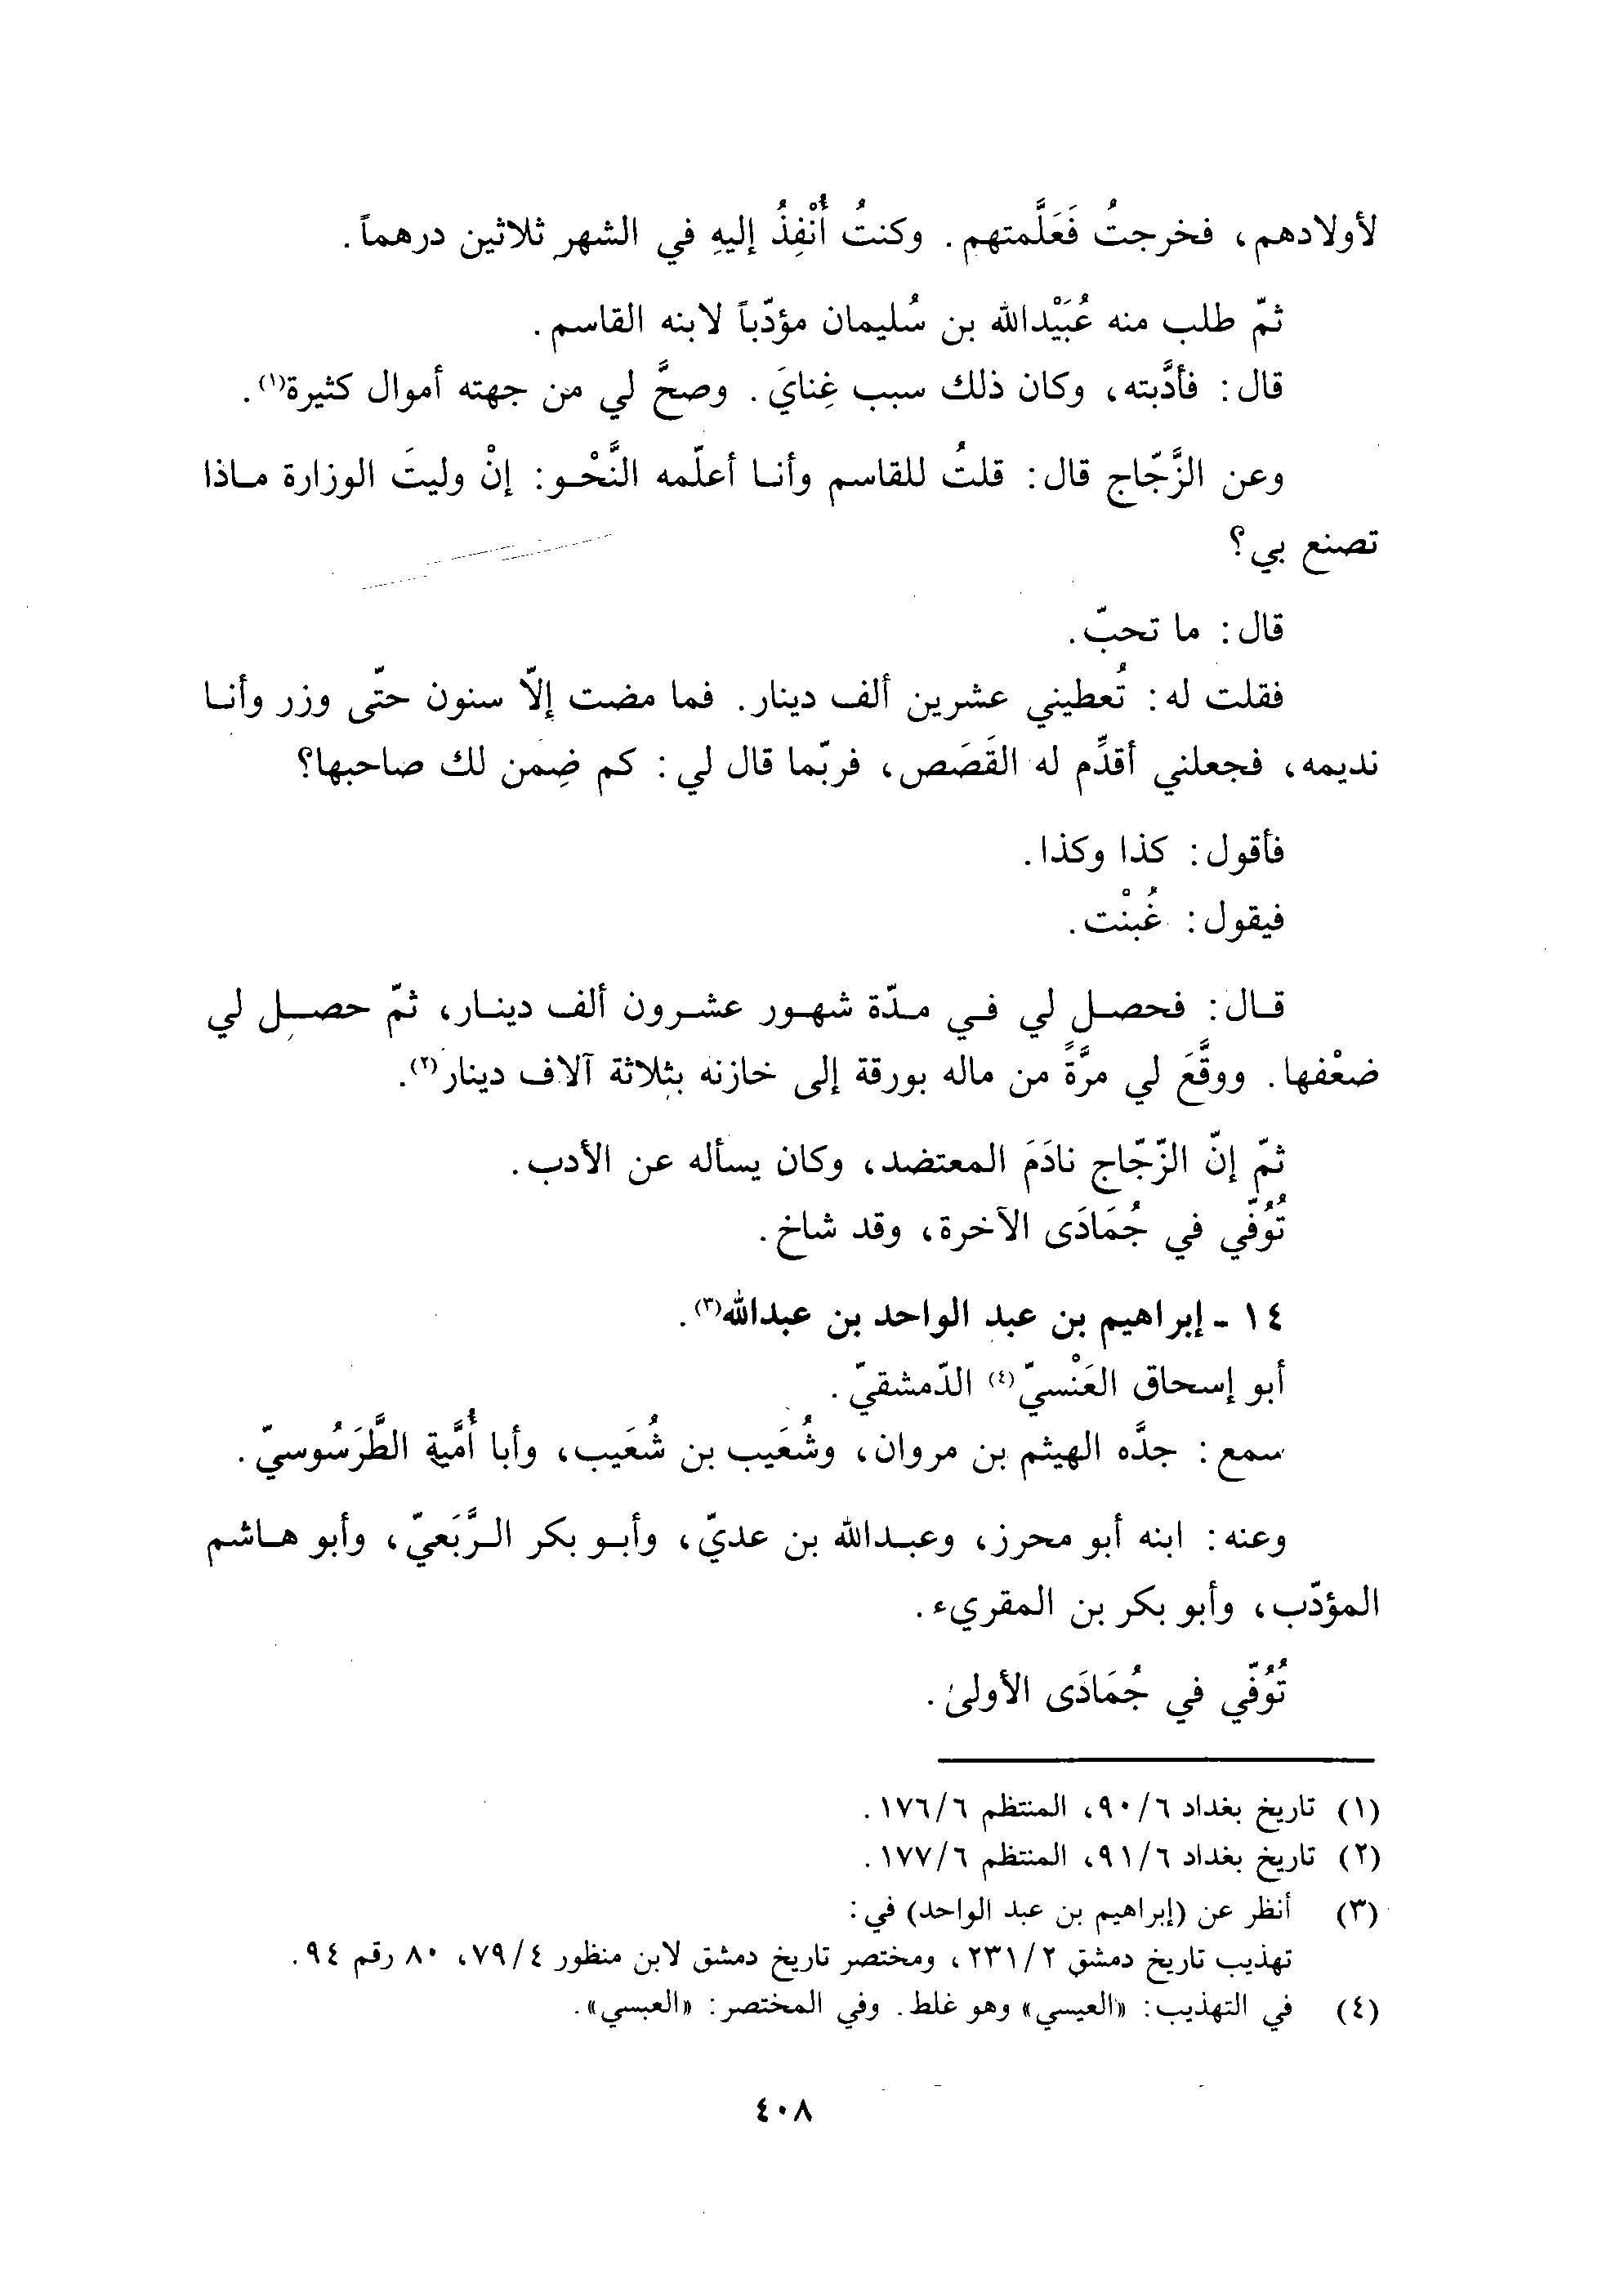 لأولادهم، فخرجتُ فَعَلَّمتهم. وكنتُ أُنْفِذُ إليهِ في الشهر ثلاثين درهماً.
ثمّ طلب منه عُبَيْدالله بن سُليمان مؤدّباً لابنه القاسم.
قال: فأدَّبته، وكان ذلك سبب غِنايَ. وصحَّ لي من جهته أموال كثيرة(١).
وعن الزَّجّاج قال: قلتُ للقاسم وأنا أعلّمه النَّحْو: إنْ وليتَ الوزارة ماذا
تصنع بي؟
قال: ما تحبّ.
فقلت له: تُعطيني عشرين ألف دينار. فما مضت إلّا سنون حتّى وزر وأنا
نديمه، فجعلني أقدِّم له القَصَص، فربّما قال لي: كم ضِمن لك صاحبها؟
فأقول: كذا وكذا.
فيقول: غُبنْت.
قال: فحصل لي في مدّة شهور عشرون ألف دينار، ثمّ حصل لي
ضعْفها. ووقَّعَ لي مرَّةً من ماله بورقة إلى خازنه بثلاثة آلاف دينار(٢).
ثمّ إنّ الزّجّاج نادَمَ المعتضد، وكان يسأله عن الأدب.
تُوُفّي في جُمَادَى الآخرة، وقد شاخ.
١٤ - إبراهيم بن عبد الواحد بن عبدالله(٣).
أبو إسحاق العَنْسيّ(٤) الدّمشقيّ.
سمع: جدَّه الهيثم بن مروان، وشُعَيب بن شُعَيب، وأبا أُمَّية الطَّرَسُوسيّ.
وعنه: ابنه أبو محرز، وعبدالله بن عديّ، وأبو بكر الرَّبَعيّ، وأبو هاشم
المؤدّب، وأبو بكر بن المقريء.
تُوُفّي في جُمَادَى الأولىٰ.
(١) تاريخ بغداد ٩٠/٦، المنتظم ١٧٦/٦.
(٢) تاريخ بغداد ٩١/٦، المنتظم ١٧٧/٦.
(٣) أنظر عن (إبراهيم بن عبد الواحد) في:
تهذيب تاريخ دمشق ٢٣١/٢، ومختصر تاريخ دمشق لابن منظور ٧٩/٤، ٨٠ رقم ٩٤.
(٤) في التهذيب: «العيسي» وهو غلط. وفي المختصر: «العبسي».
٤٠٨